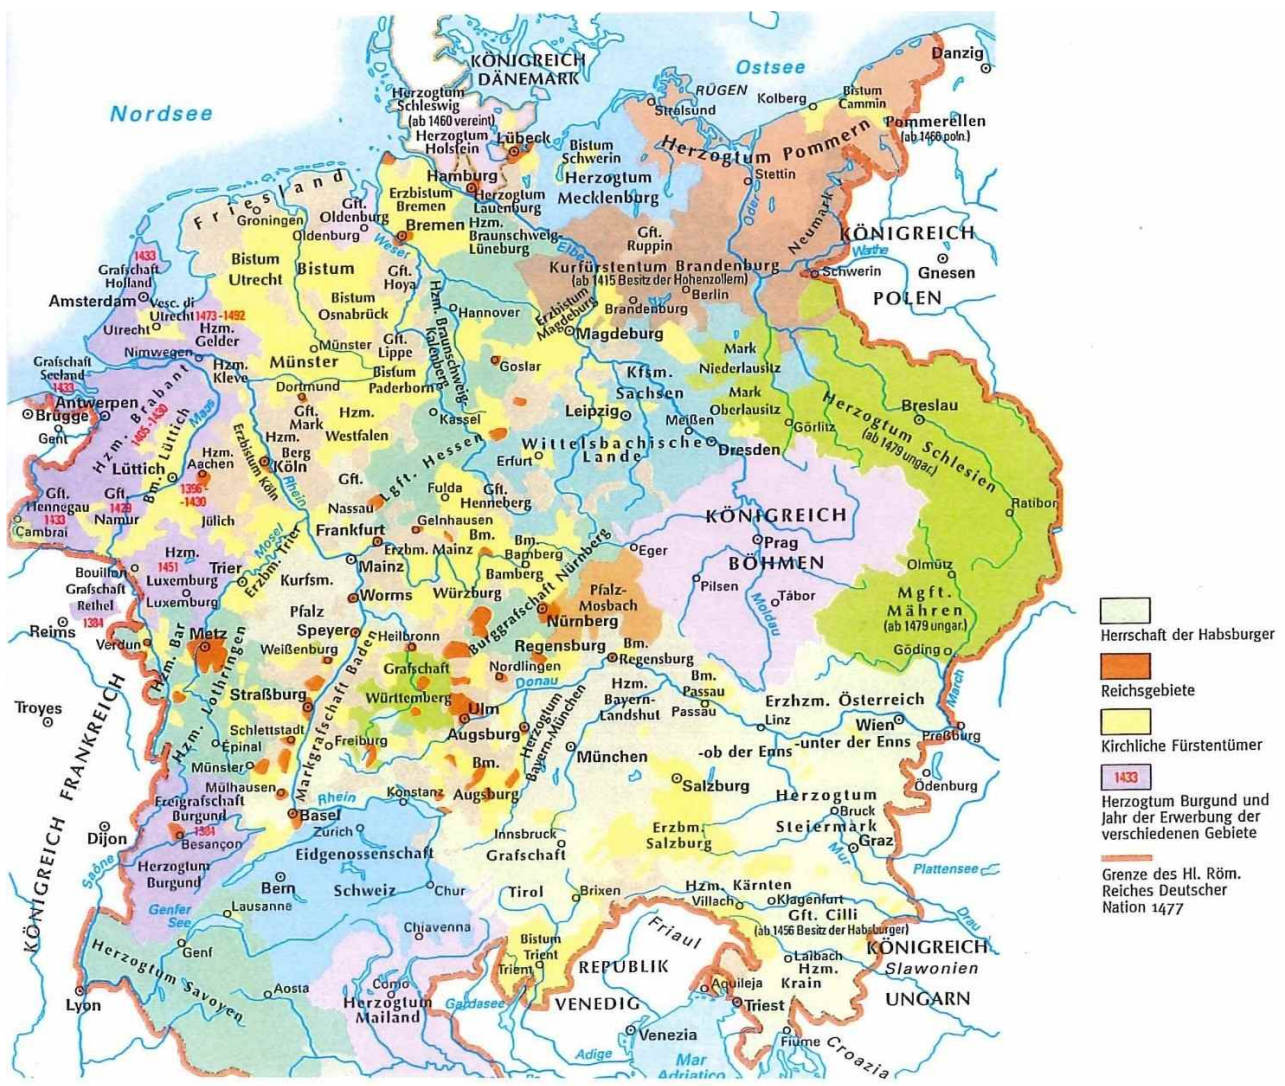 Nordsee
Ostsee
KÖNIGREICH
DÄNEMARK
Danzig
RÜGEN
Stralsund
Kolberg
Bistum
Cammin
Pommerellen
(ab 1466 poln.)
Herzogtum
Schleswig
(ab 1460 vereint)
Herzogtum
Holstein
Lübeck
Bistum
Schwerin
Herzogtum
Mecklenburg
Herzogtum Pommern
Stettin
Oder
Neumark
Hamburg
Herzogtum
Lauenburg
Friesland
Groningen
Gft.
Oldenburg
Oldenburg
Erzbistum
Bremen
Bremen
Weser
Hzm.
Braunschweig-
Lüneburg
Elbe
Gft.
Ruppin
Kurfürstentum Brandenburg
(ab 1415 Besitz der Hohenzollern)
Berlin
Brandenburg
KÖNIGREICH
Warthe
Gnesen
Schwerin
POLEN
1433
Grafschaft
Holland
Amsterdam
Vesc. di
Utrecht
1473-1492
Utrecht
Hzm.
Gelder
Nimwegen
Bistum
Utrecht
Bistum
Münster
Bistum
Osnabrück
Münster
Gft.
Hoya
Gft.
Lippe
Bistum
Paderborn
Hzm. Braunschweig-
Kalenberg
Hannover
Erzbistum
Magdeburg
Magdeburg
Goslar
Grafschaft
Seeland
1433
Brügge
Antwerpen
Gent
Hzm. Brabant
1405-1430
Hzm.
Kleve
Dortmund
Gft.
Mark
Hzm.
Westfalen
Kassel
Kfsm.
Sachsen
Leipzig
Meißen
Dresden
Mark
Niederlausitz
Mark
Oberlausitz
Görlitz
Herzogtum Schlesien
(ab 1479 ungar.)
Breslau
Ratibor
Bm. Lüttich
Maas
Lüttich
Hzm.
Aachen
1396-
-1430
Jülich
Erzbistum Köln
Hzm.
Berg
Köln
Rhein
Gft.
Nassau
Lgft. Hessen
Wittelsbachische
Lande
Erfurt
Fulda
Gft.
Henneberg
Gft.
Hennegau
1433
Cambrai
Gft.
1429
Namur
Frankfurt
Gelnhausen
Erzbm. Mainz
Mainz
Bm.
Würzburg
Bm.
Bamberg
Bamberg
Eger
KÖNIGREICH
Prag
BÖHMEN
Pilsen
Tábor
Moldau
Olmütz
Mgft.
Mähren
(ab 1479 ungar.)
Göding
Hzm.
1451
Luxemburg
Luxemburg
Bouillon
Grafschaft
Rethel
1384
Reims
Verdun
Trier
Mosel
Erzbm. Trier
Kurfsm.
Pfalz
Worms
Speyer
Heilbronn
Weißenburg
Burggrafschaft Nürnberg
Nürnberg
Pfalz-
Mosbach
Metz
Hzm. Bar
Hzm. Lothringen
Straßburg
Schlettstadt
Épinal
Münster
Mülhausen
Freiburg
Markgrafschaft Baden
Grafschaft
Württemberg
Regensburg
Nordlingen
Donau
Ulm
Augsburg
Bm.
Augsburg
Herzogtum
Bayern-München
München
Bm.
Regensburg
Hzm.
Bayern-
Landshut
Bm.
Passau
Passau
Erzhzm. Österreich
Linz
Wien
-ob der Enns
-unter der Enns
March
Preßburg
Ödenburg
Troyes
KÖNIGREICH FRANKREICH
Dijon
Freigrafschaft
Burgund
1384
Besançon
Herzogtum
Burgund
Saône
Basel
Rhein
Konstanz
Zürich
Eidgenossenschaft
Schweiz
Bern
Chur
Lausanne
Genfer
See
Genf
Chiavenna
Innsbruck
Grafschaft
Tirol
Brixen
Salzburg
Erzbm.
Salzburg
Herzogtum
Steiermark
Bruck
Graz
Mur
Plattensee
Hzm. Kärnten
Villach
Klagenfurt
Gft. Cilli
(ab 1456 Besitz der Habsburger)
Drau
KÖNIGREICH
Slawonien
UNGARN
Herzogtum Savoyen
Lyon
Aosta
Como
Herzogtum
Mailand
Gardasee
Bistum
Trient
Trient
REPUBLIK
VENEDIG
Friaul
Aquileja
Laibach
Hzm.
Krain
Triest
Venezia
Adige
Mar
Adriatico
Fiume
Croazia
Herrschaft der Habsburger
Reichsgebiete
Kirchliche Fürstentümer
1433
Herzogtum Burgund und
Jahr der Erwerbung der
verschiedenen Gebiete
Grenze des Hl. Röm.
Reiches Deutscher
Nation 1477